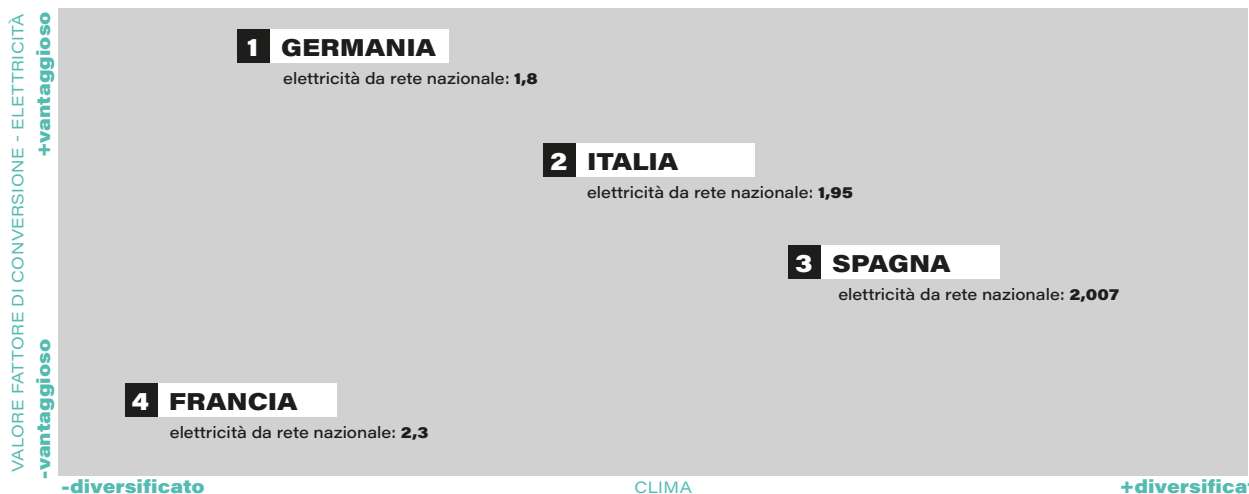 VALORE FATTORE DI CONVERSIONE - ELETTRICITÀ
+vantaggioso
-vantaggioso
1 GERMANIA
elettricità da rete nazionale: 1,8
2 ITALIA
elettricità da rete nazionale: 1,95
3 SPAGNA
elettricità da rete nazionale: 2,007
4 FRANCIA
elettricità da rete nazionale: 2,3
-diversificato
CLIMA
+diversificat